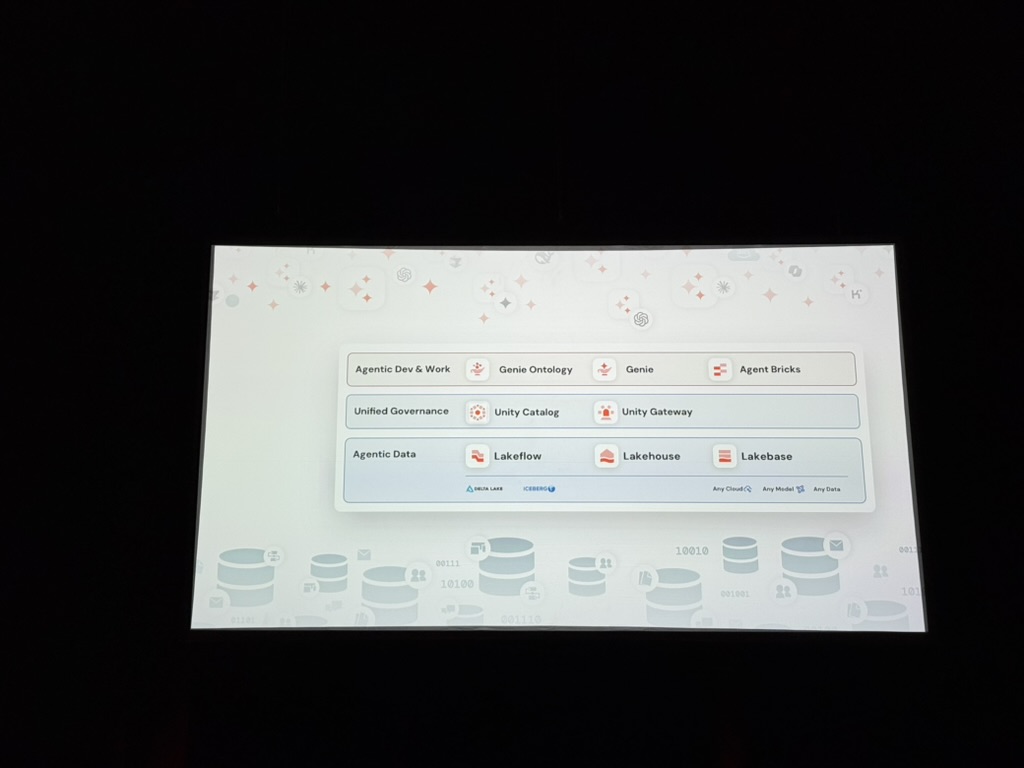 Agentic Dev & Work Genie Ontology Genie Agent Bricks
Unified Governance Unity Catalog Unity Gateway
Agentic Data Lakeflow Lakehouse Lakebase
DELTA LAKE ICEBERG Any Cloud Any Model Any Data
10010
00111
10100
001001
001110